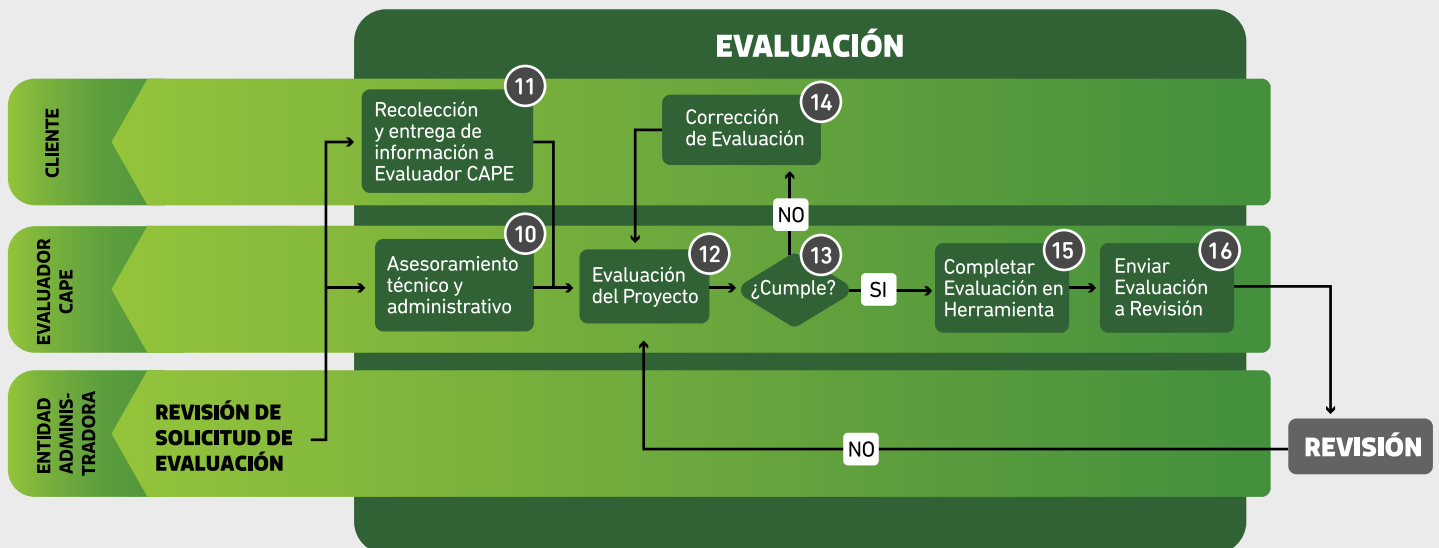 EVALUACIÓN
CLIENTE
11
Recolección
y entrega de
información a
Evaluador CAPE
14
Corrección
de Evaluación
NO
EVALUADOR
CAPE
10
Asesoramiento
técnico y
administrativo
12
Evaluación
del Proyecto
13
¿Cumple?
SI
15
Completar
Evaluación en
Herramienta
16
Enviar
Evaluación
a Revisión
ENTIDAD
ADMINIS-
TRADORA
REVISIÓN DE
SOLICITUD DE
EVALUACIÓN
NO
REVISIÓN